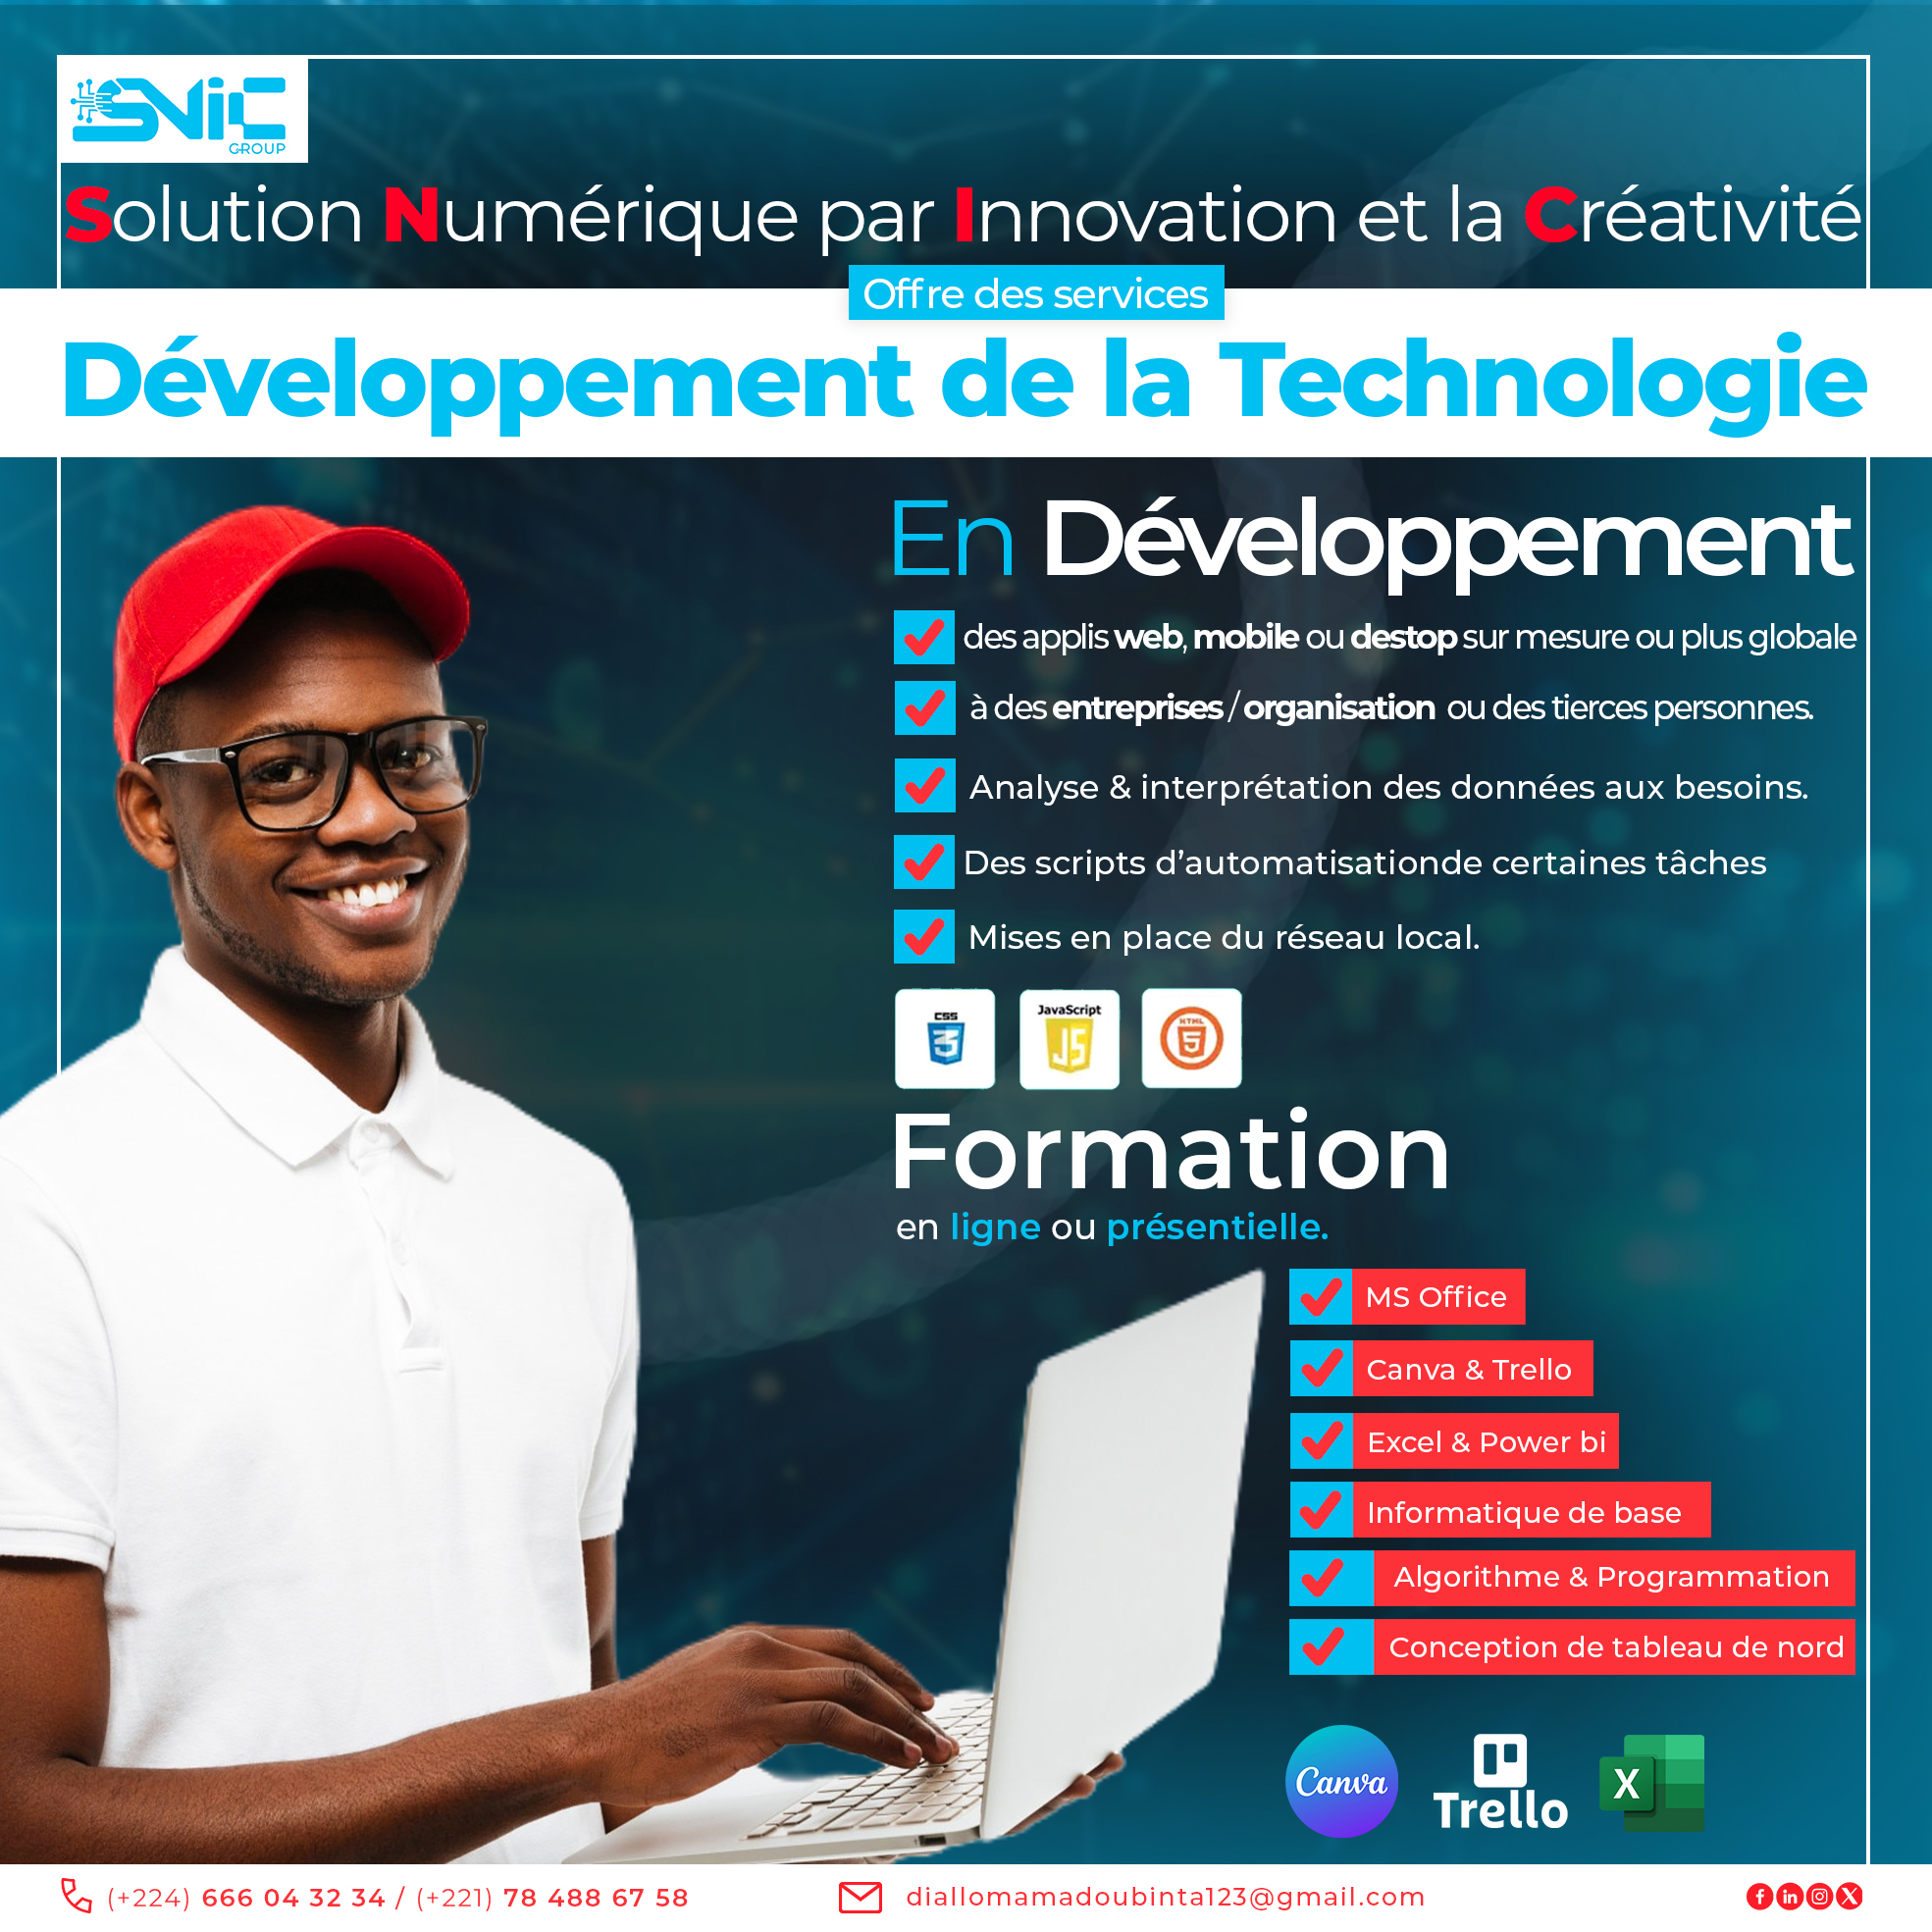 SNiC
GROUP
Solution Numérique par Innovation et la Créativité
Offre des services
Développement de la Technologie
En Développement
des applis web, mobile ou destop sur mesure ou plus globale
à des entreprises / organisation ou des tierces personnes.
Analyse & interprétation des données aux besoins.
Des scripts d’automatisationde certaines tâches
Mises en place du réseau local.
CSS
3
JavaScript
JS
HTML
5
Formation
en ligne ou présentielle.
MS Office
Canva & Trello
Excel & Power bi
Informatique de base
Algorithme & Programmation
Conception de tableau de nord
Canva
Trello
X
(+224) 666 04 32 34 / (+221) 78 488 67 58
diallomamadoubinta123@gmail.com
f in X